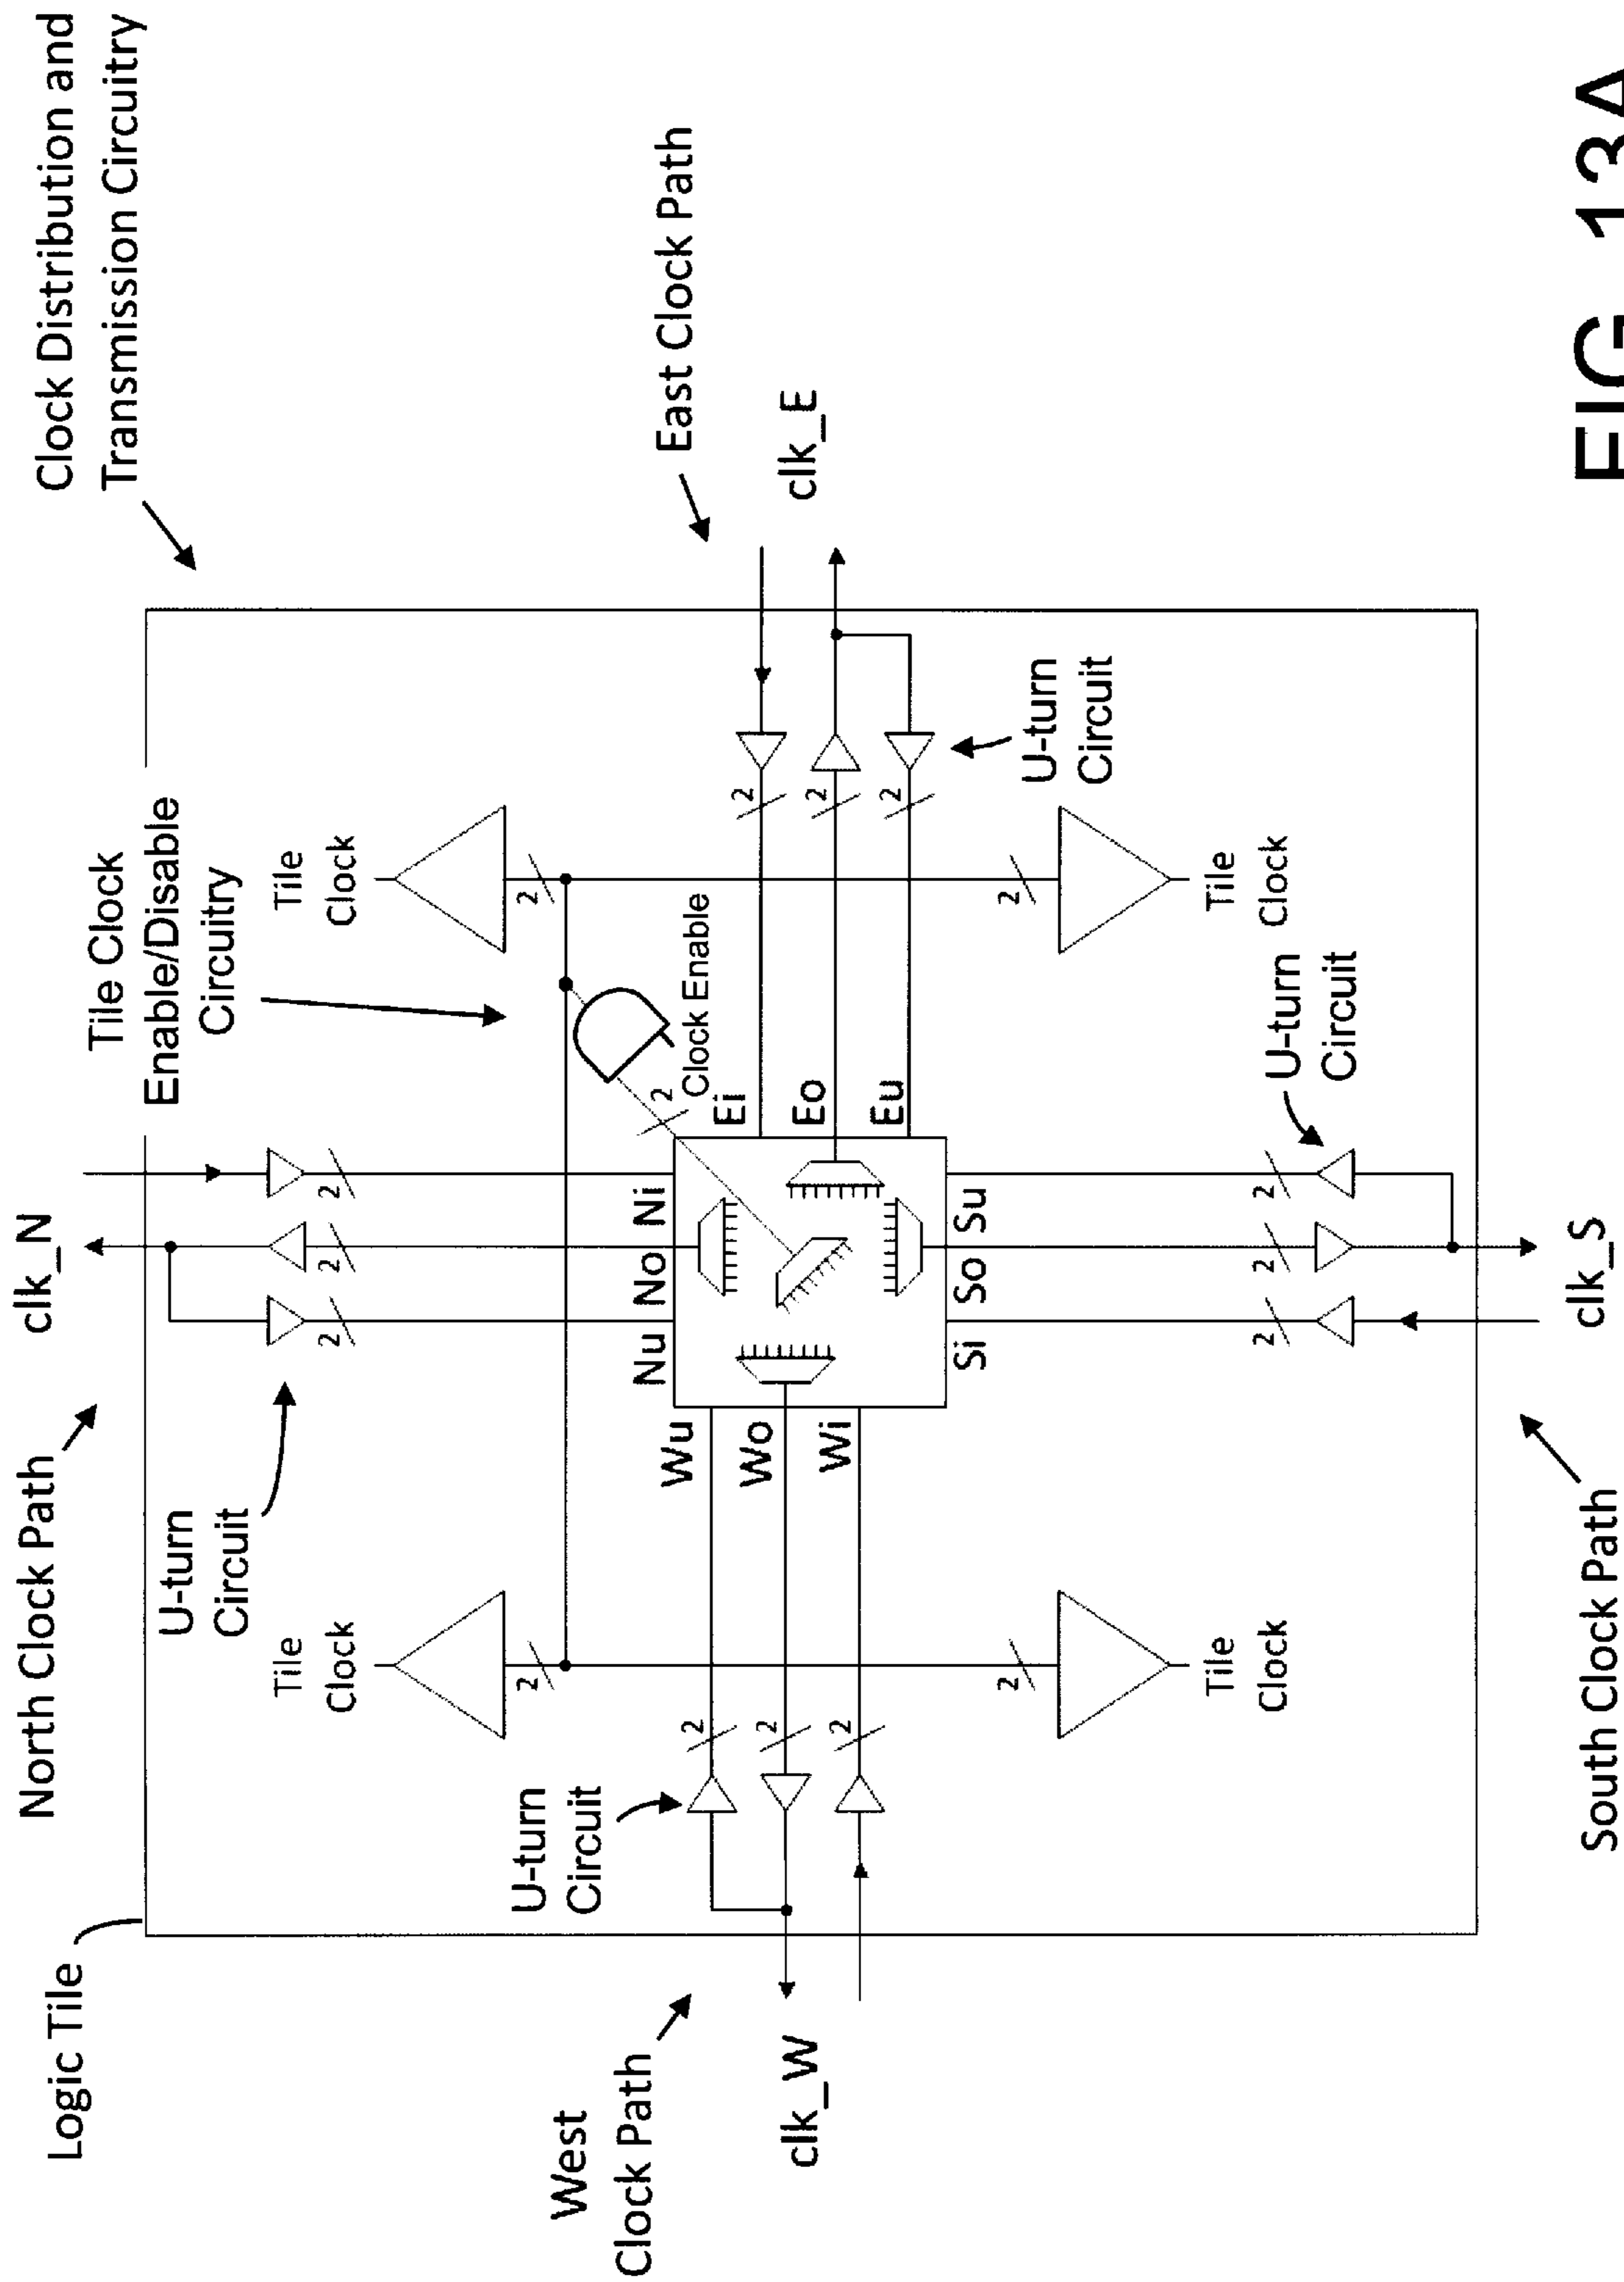 Clock Distribution and
Transmission Circuitry
Logic Tile
North Clock Path
clk_N
Tile Clock
Enable/Disable
Circuitry
U-turn
Circuit
Tile
Clock
Tile
Clock
2
2
2
2
2
West
Clock Path
clk_W
U-turn
Circuit
2
2
2
Wu
Wo
Wi
Nu
No
Ni
2
Clock Enable
Ei
Eo
Eu
2
2
2
East Clock Path
clk_E
Si
So
Su
U-turn
Circuit
2
2
Tile
Clock
Tile
Clock
2
2
2
U-turn
Circuit
South Clock Path
clk_S
FIG. 13A